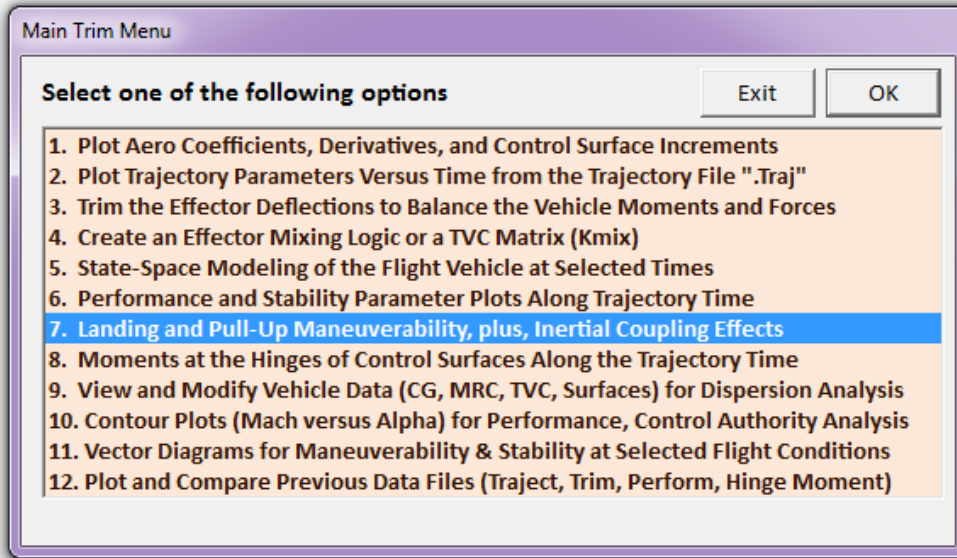 Main Trim Menu
Select one of the following options
Exit
OK
1. Plot Aero Coefficients, Derivatives, and Control Surface Increments
2. Plot Trajectory Parameters Versus Time from the Trajectory File ".Traj"
3. Trim the Effector Deflections to Balance the Vehicle Moments and Forces
4. Create an Effector Mixing Logic or a TVC Matrix (Kmix)
5. State-Space Modeling of the Flight Vehicle at Selected Times
6. Performance and Stability Parameter Plots Along Trajectory Time
7. Landing and Pull-Up Maneuverability, plus, Inertial Coupling Effects
8. Moments at the Hinges of Control Surfaces Along the Trajectory Time
9. View and Modify Vehicle Data (CG, MRC, TVC, Surfaces) for Dispersion Analysis
10. Contour Plots (Mach versus Alpha) for Performance, Control Authority Analysis
11. Vector Diagrams for Maneuverability & Stability at Selected Flight Conditions
12. Plot and Compare Previous Data Files (Traject, Trim, Perform, Hinge Moment)